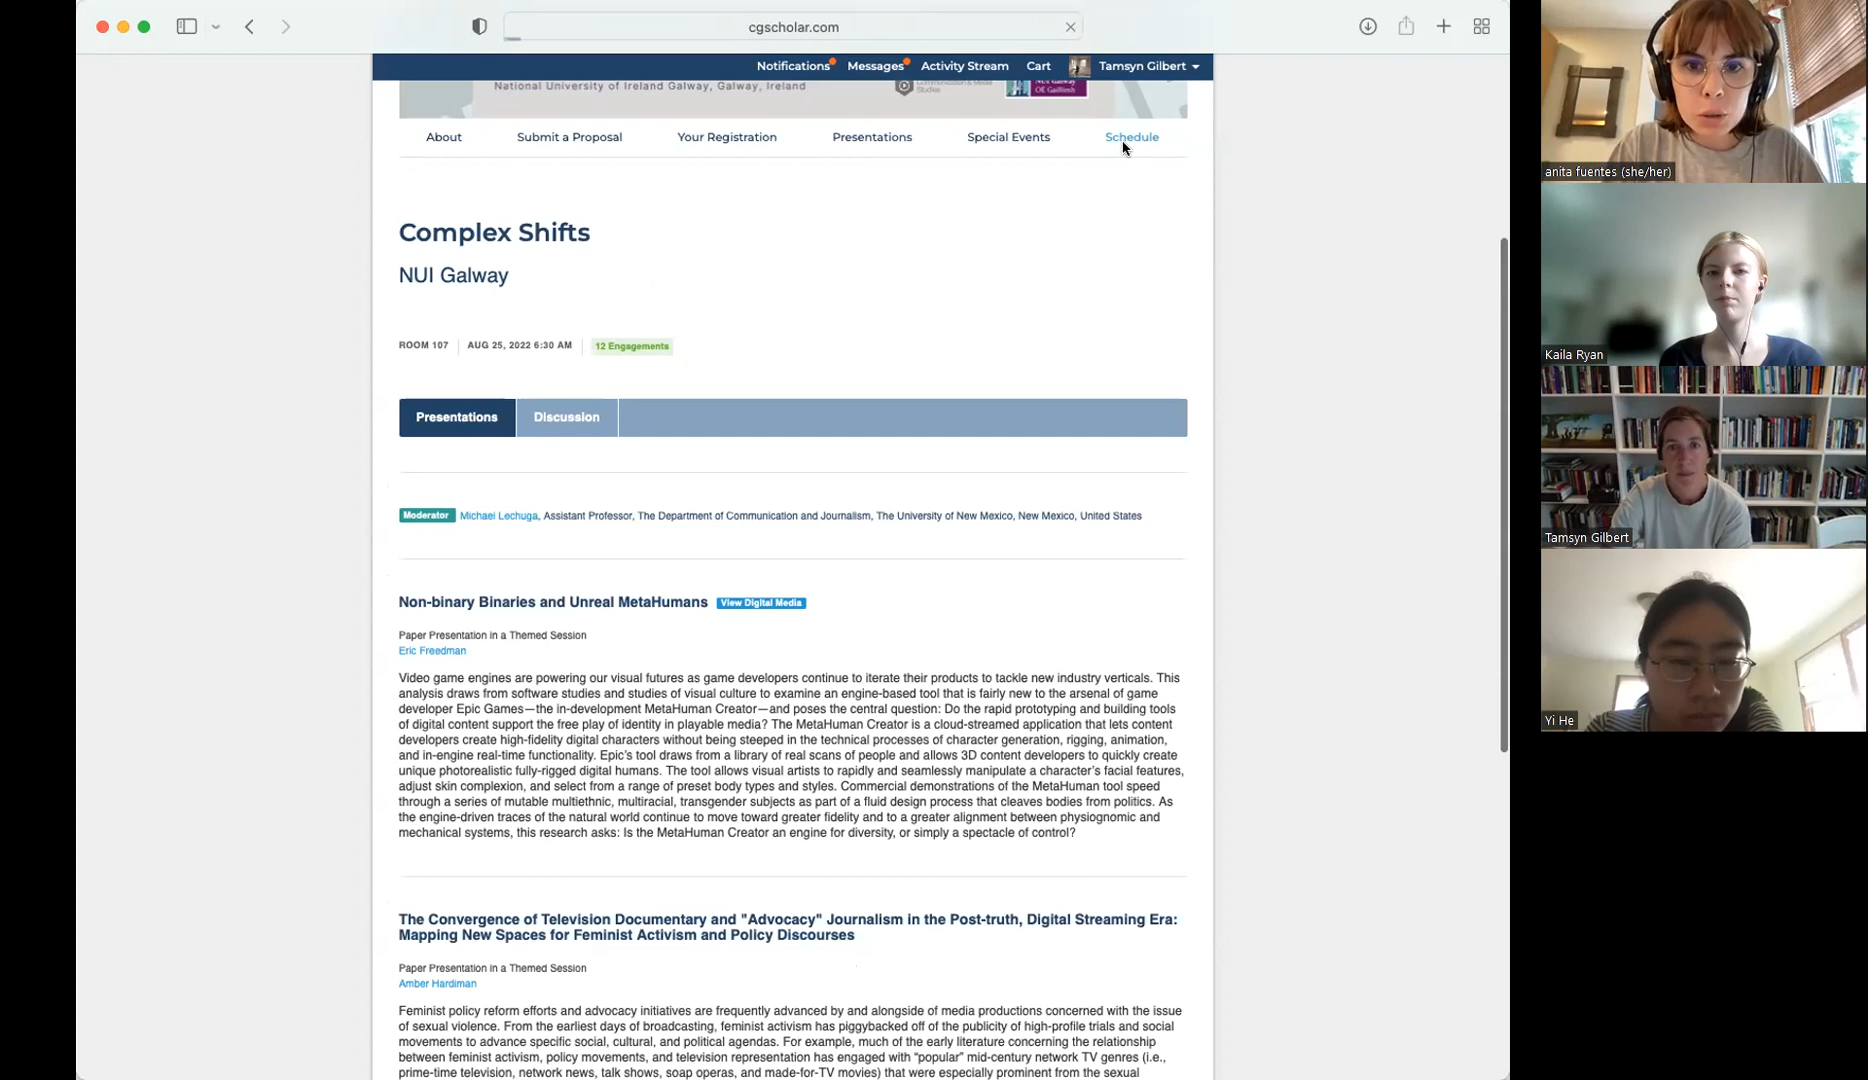 cgscholar.com
Notifications Messages Activity Stream Cart Tamsyn Gilbert
National University of Ireland Galway, Galway, Ireland
Studies
OÉ Gaillimh
About Submit a Proposal Your Registration Presentations Special Events Schedule
Complex Shifts
NUI Galway
ROOM 107 AUG 25, 2022 6:30 AM 12 Engagements
Presentations Discussion
Moderator Michael Lechuga, Assistant Professor, The Department of Communication and Journalism, The University of New Mexico, New Mexico, United States
Non-binary Binaries and Unreal MetaHumans View Digital Media
Paper Presentation in a Themed Session
Eric Freedman
Video game engines are powering our visual futures as game developers continue to iterate their products to tackle new industry verticals. This
analysis draws from software studies and studies of visual culture to examine an engine-based tool that is fairly new to the arsenal of game
developer Epic Games—the in-development MetaHuman Creator—and poses the central question: Do the rapid prototyping and building tools
of digital content support the free play of identity in playable media? The MetaHuman Creator is a cloud-streamed application that lets content
developers create high-fidelity digital characters without being steeped in the technical processes of character generation, rigging, animation,
and in-engine real-time functionality. Epic's tool draws from a library of real scans of people and allows 3D content developers to quickly create
unique photorealistic fully-rigged digital humans. The tool allows visual artists to rapidly and seamlessly manipulate a character's facial features,
adjust skin complexion, and select from a range of preset body types and styles. Commercial demonstrations of the MetaHuman tool speed
through a series of mutable multiethnic, multiracial, transgender subjects as part of a fluid design process that cleaves bodies from politics. As
the engine-driven traces of the natural world continue to move toward greater fidelity and to a greater alignment between physiognomic and
mechanical systems, this research asks: Is the MetaHuman Creator an engine for diversity, or simply a spectacle of control?
The Convergence of Television Documentary and "Advocacy" Journalism in the Post-truth, Digital Streaming Era:
Mapping New Spaces for Feminist Activism and Policy Discourses
Paper Presentation in a Themed Session
Amber Hardiman
Feminist policy reform efforts and advocacy initiatives are frequently advanced by and alongside of media productions concerned with the issue
of sexual violence. From the earliest days of broadcasting, feminist activism has piggybacked off of the publicity of high-profile trials and social
movements to advance specific social, cultural, and political agendas. For example, much of the early literature concerning the relationship
between feminist activism, policy movements, and television representation has engaged with “popular” mid-century network TV genres (i.e.,
prime-time television, network news, talk shows, soap operas, and made-for-TV movies) that were especially prominent from the sexual
anita fuentes (she/her)
Kaila Ryan
Tamsyn Gilbert
Yi He